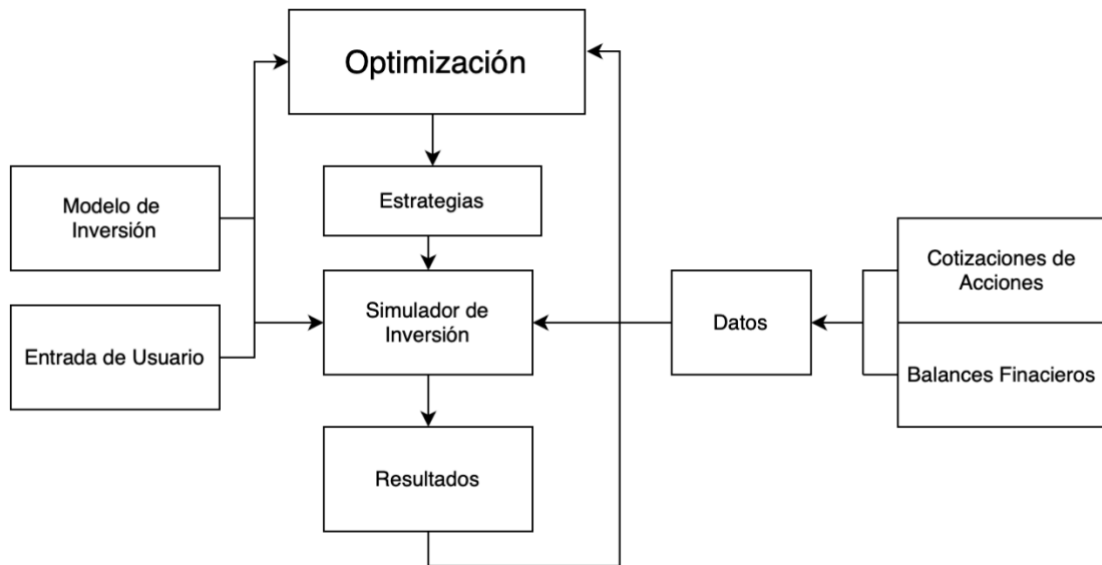 Optimización
Modelo de
Inversión
Estrategias
Cotizaciones de
Acciones
Simulador de
Inversión
Datos
Entrada de Usuario
Balances Finacieros
Resultados